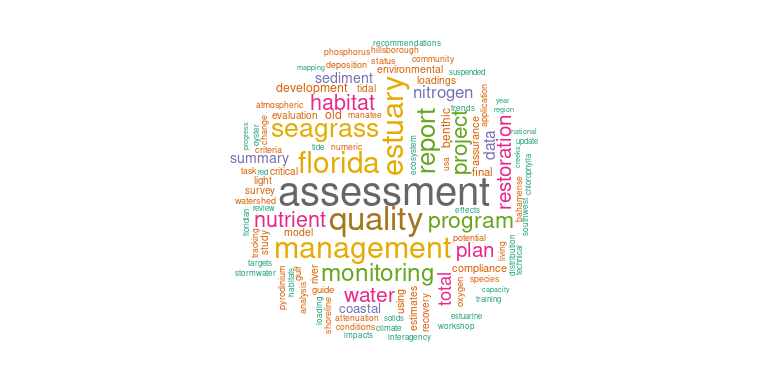 recommendations
phosphorus hillsborough
mapping deposition status community
sediment environmental suspended
development tidal loadings
nitrogen
atmospheric habitat estuary trends year region
evaluation old manatee report project benthic application
progress oyster change seagrass restoration national
criteria tide numeric ecosystem usa assurance data update
summary florida final creeks chlorophyll
task red critical
light
survey assessment
watershed
floridian review nutrient quality effects program southwest bahamense
tracking study model management potential plan living distribution technical
targets monitoring compliance
stormwater pyrodinium habitats gulf river species
analysis guide water total oxygen capacity
loading shoreline coastal using estimates recovery training
attenuation solids estuarine
conditions climate workshop
impacts interagency